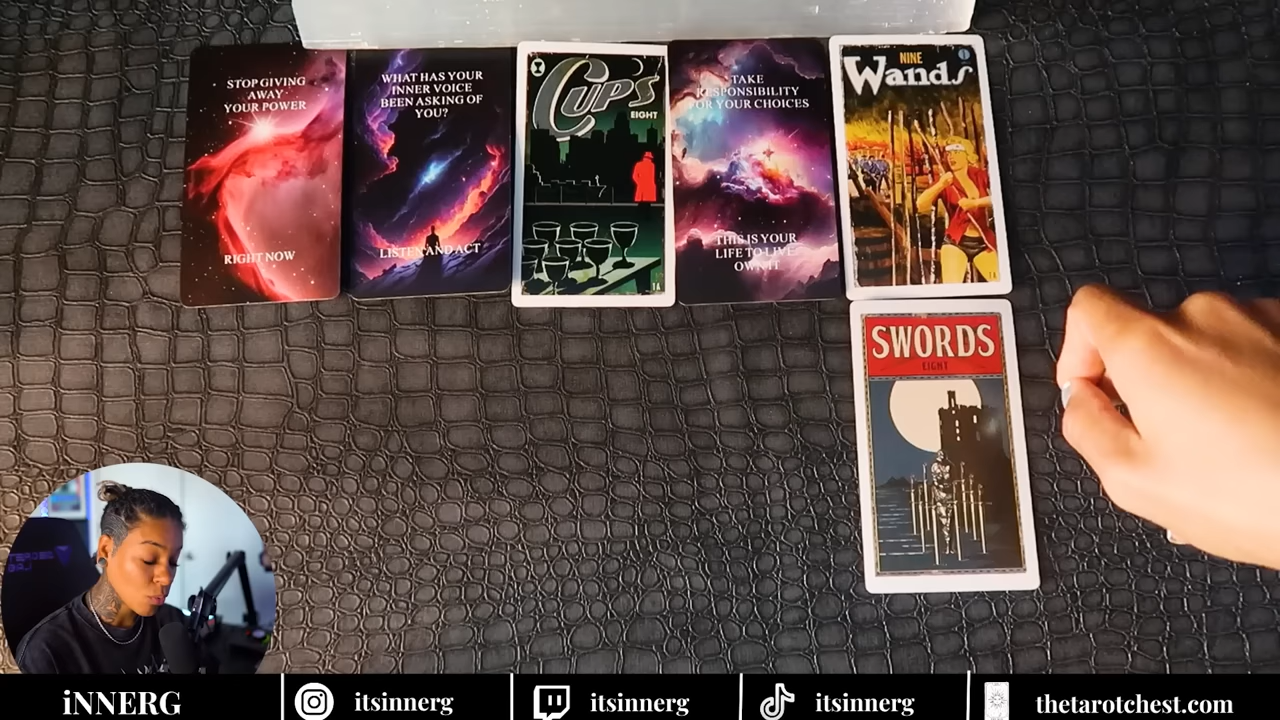 STOP GIVING
AWAY
YOUR POWER
RIGHT NOW
WHAT HAS YOUR
INNER VOICE
BEEN ASKING OF
YOU?
LISTEN AND ACT
CUPS
EIGHT
1A
TAKE
RESPONSIBILITY
FOR YOUR CHOICES
THIS IS YOUR
LIFE TO LIVE.
OWN IT
NINE
Wands
SWORDS
EIGHT
iNNERG
itsinnerg
itsinnerg
itsinnerg
thetarotchest.com